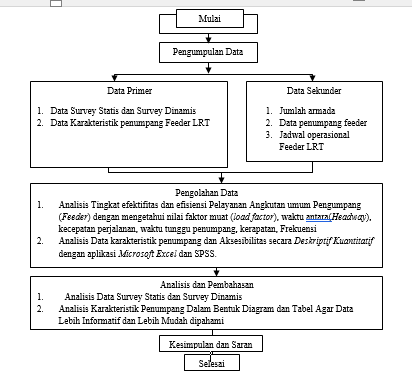 Mulai
Pengumpulan Data
Data Primer
1. Data Survey Statis dan Survey Dinamis
2. Data Karakteristik penumpang Feeder LRT
Data Sekunder
1. Jumlah armada
2. Data penumpang feeder
3. Jadwal operasional
Feeder LRT
Pengolahan Data
1. Analisis Tingkat efektifitas dan efisiensi Pelayanan Angkutan umum Pengumpang
(Feeder) dengan mengetahui nilai faktor muat (load factor), waktu antara(Headway),
kecepatan perjalanan, waktu tunggu penumpang, kerapatan, Frekuensi
2. Analisis Data karakteristik penumpang dan Aksesibilitas secara Deskriptif Kuantitatif
dengan aplikasi Microsoft Excel dan SPSS.
Analisis dan Pembahasan
1. Analisis Data Survey Statis dan Survey Dinamis
2. Analisis Karakteristik Penumpang Dalam Bentuk Diagram dan Tabel Agar Data
Lebih Informatif dan Lebih Mudah dipahami
Kesimpulan dan Saran
Selesai